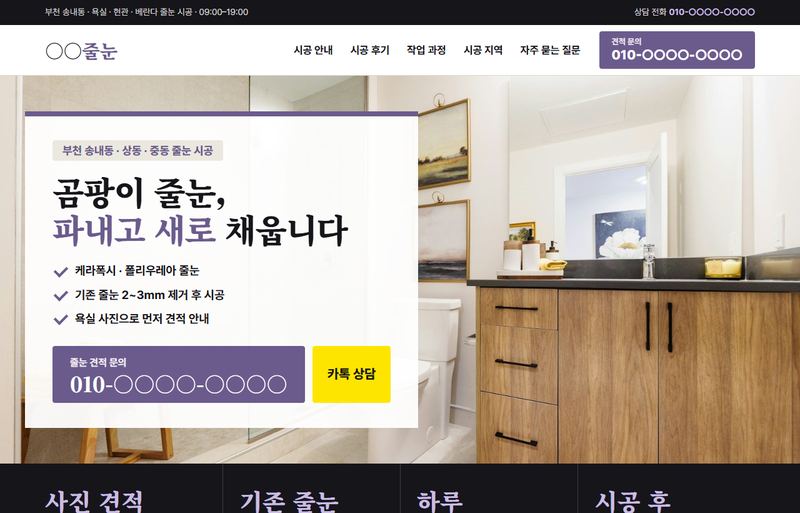 부천 송내동 · 욕실 · 현관 · 베란다 줄눈 시공 · 09:00~19:00
상담 전화 010-○○○○-○○○○
○○줄눈
시공 안내
시공 후기
작업 과정
시공 지역
자주 묻는 질문
견적 문의
010-○○○○-○○○○
부천 송내동 · 상동 · 중동 줄눈 시공
곰팡이 줄눈,
파내고 새로 채웁니다
케라폭시 · 폴리우레아 줄눈
기존 줄눈 2~3mm 제거 후 시공
욕실 사진으로 먼저 견적 안내
줄눈 견적 문의
010-○○○○-○○○○
카톡 상담
사진 견적
기존 줄눈
하루
시공 후